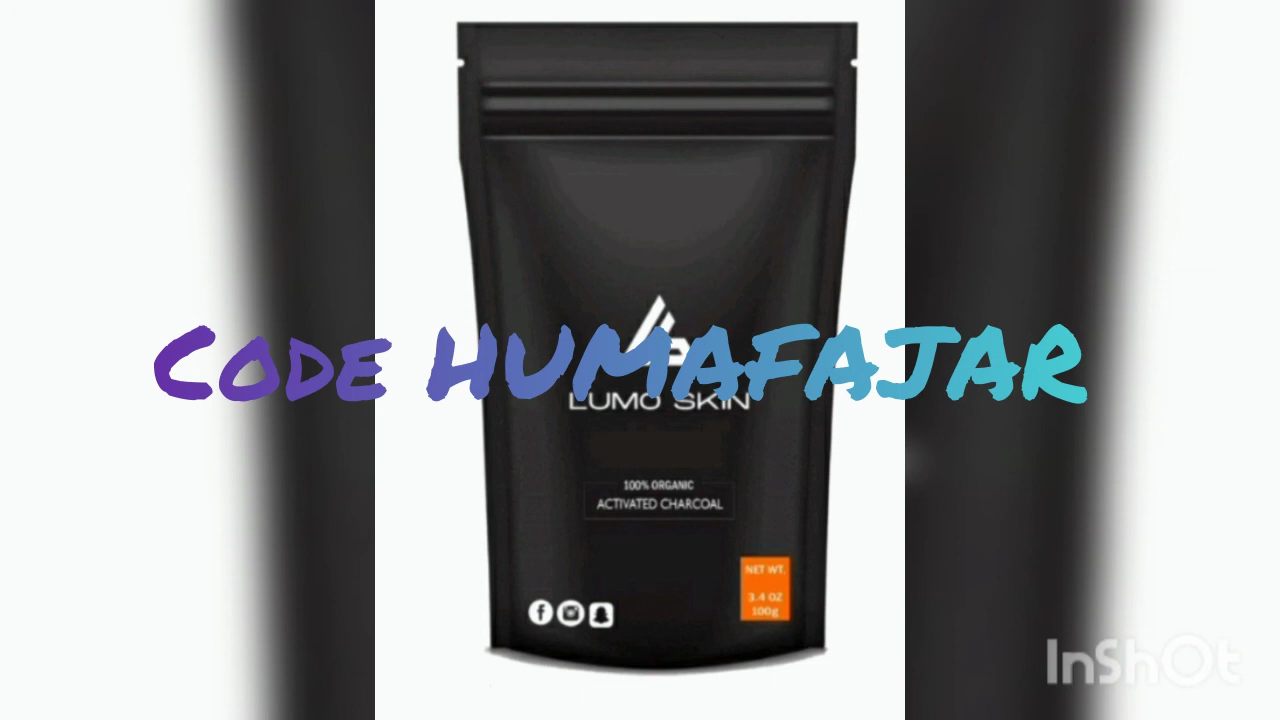 Code HUMAFAJAR
LUMO SKIN
100% ORGANIC
ACTIVATED CHARCOAL
NET WT.
3.4 OZ
100g
InShOt